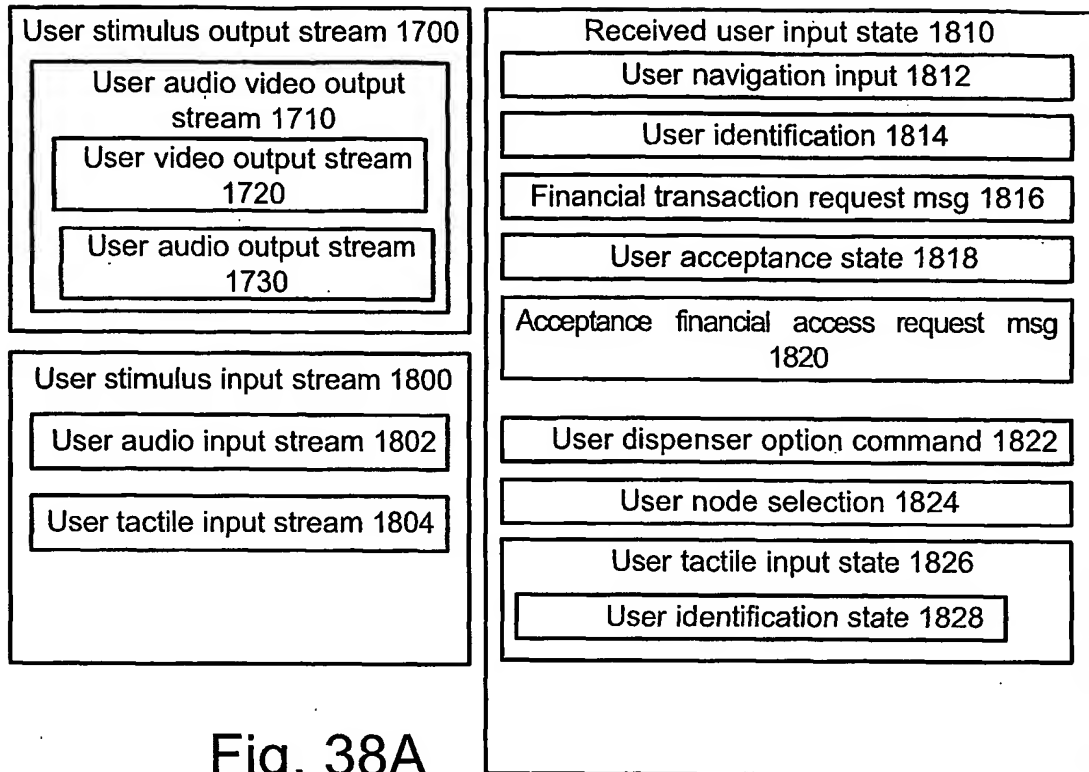 User stimulus output stream 1700
User audio video output
stream 1710
User video output stream
1720
User audio output stream
1730
User stimulus input stream 1800
User audio input stream 1802
User tactile input stream 1804
Received user input state 1810
User navigation input 1812
User identification 1814
Financial transaction request msg 1816
User acceptance state 1818
Acceptance financial access request msg
1820
User dispenser option command 1822
User node selection 1824
User tactile input state 1826
User identification state 1828
Fig. 38A